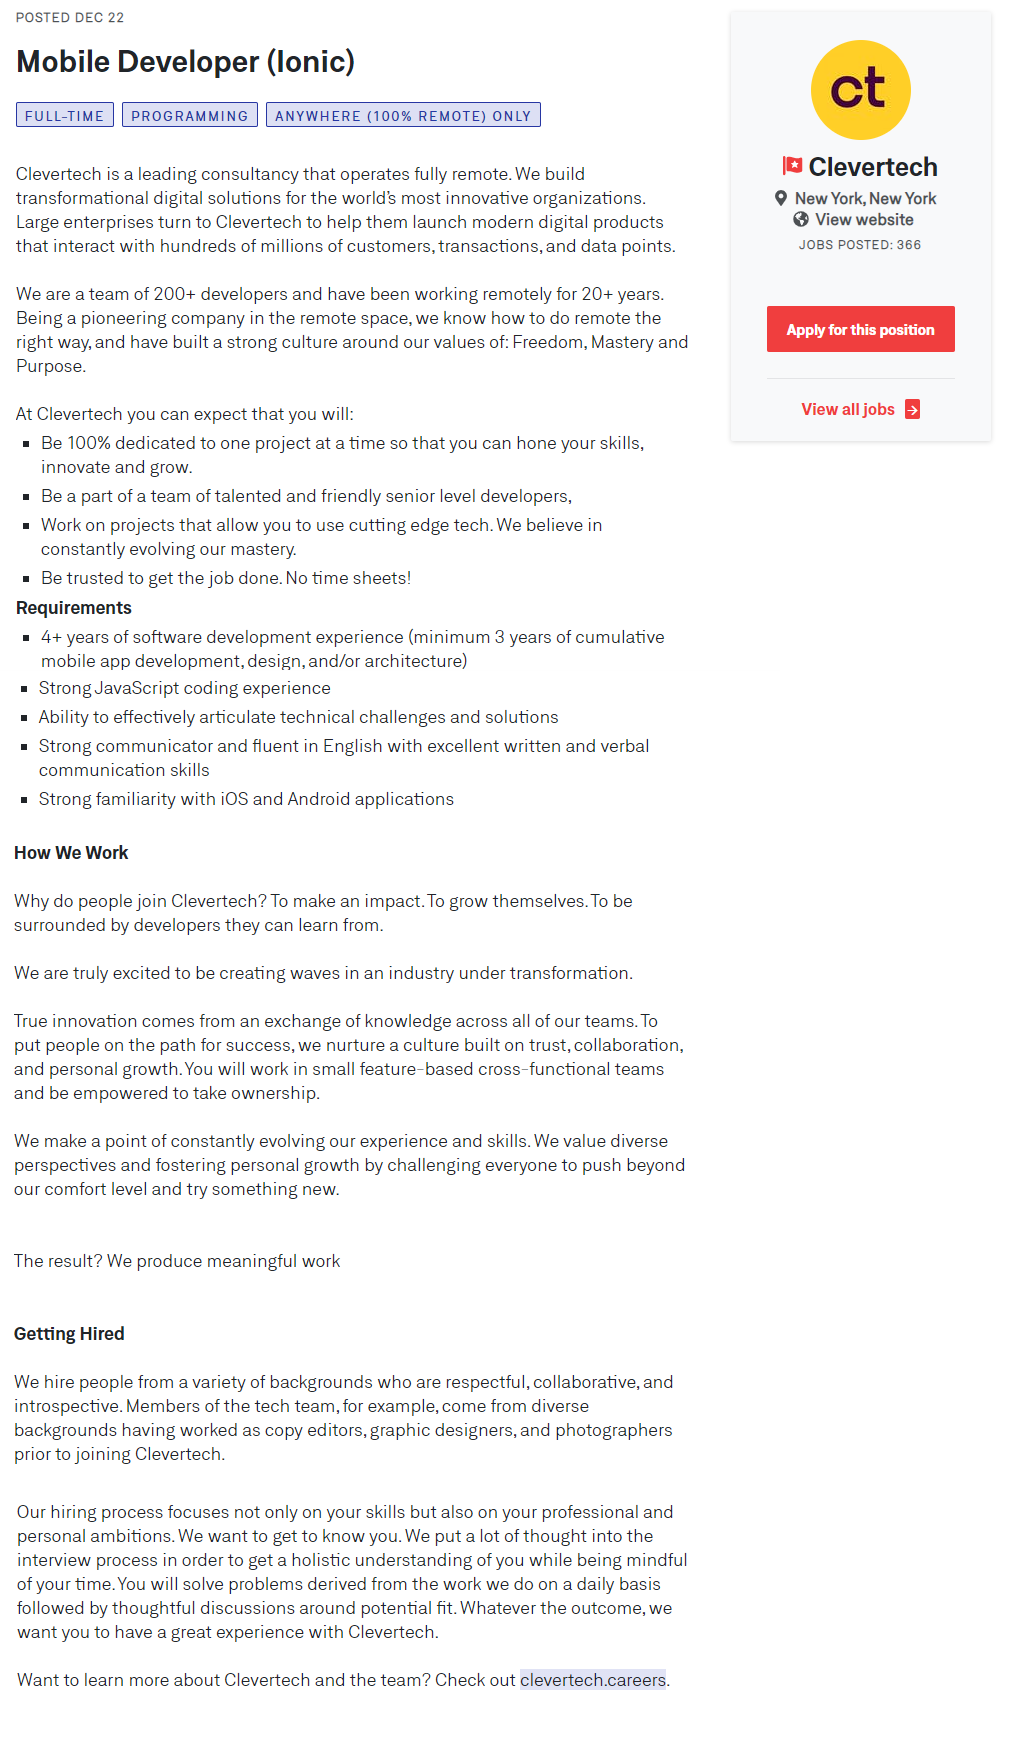 POSTED DEC 22
Mobile Developer (Ionic)
FULL-TIME
PROGRAMMING
ANYWHERE (100% REMOTE) ONLY
Clevertech is a leading consultancy that operates fully remote. We build
transformational digital solutions for the world's most innovative organizations.
Large enterprises turn to Clevertech to help them launch modern digital products
that interact with hundreds of millions of customers, transactions, and data points.
We are a team of 200+ developers and have been working remotely for 20+ years.
Being a pioneering company in the remote space, we know how to do remote the
right way, and have built a strong culture around our values of: Freedom, Mastery and
Purpose.
At Clevertech you can expect that you will:
▪ Be 100% dedicated to one project at a time so that you can hone your skills,
innovate and grow.
▪ Be a part of a team of talented and friendly senior level developers,
▪ Work on projects that allow you to use cutting edge tech. We believe in
constantly evolving our mastery.
▪ Be trusted to get the job done. No time sheets!
Requirements
▪ 4+ years of software development experience (minimum 3 years of cumulative
mobile app development, design, and/or architecture)
▪ Strong JavaScript coding experience
▪ Ability to effectively articulate technical challenges and solutions
▪ Strong communicator and fluent in English with excellent written and verbal
communication skills
▪ Strong familiarity with iOS and Android applications
How We Work
Why do people join Clevertech? To make an impact. To grow themselves. To be
surrounded by developers they can learn from.
We are truly excited to be creating waves in an industry under transformation.
True innovation comes from an exchange of knowledge across all of our teams. To
put people on the path for success, we nurture a culture built on trust, collaboration,
and personal growth. You will work in small feature-based cross-functional teams
and be empowered to take ownership.
We make a point of constantly evolving our experience and skills. We value diverse
perspectives and fostering personal growth by challenging everyone to push beyond
our comfort level and try something new.
The result? We produce meaningful work
Getting Hired
We hire people from a variety of backgrounds who are respectful, collaborative, and
introspective. Members of the tech team, for example, come from diverse
backgrounds having worked as copy editors, graphic designers, and photographers
prior to joining Clevertech.
Our hiring process focuses not only on your skills but also on your professional and
personal ambitions. We want to get to know you. We put a lot of thought into the
interview process in order to get a holistic understanding of you while being mindful
of your time. You will solve problems derived from the work we do on a daily basis
followed by thoughtful discussions around potential fit. Whatever the outcome, we
want you to have a great experience with Clevertech.
Want to learn more about Clevertech and the team? Check out clevertech.careers.
ct
Clevertech
New York, New York
View website
JOBS POSTED: 366
Apply for this position
View all jobs